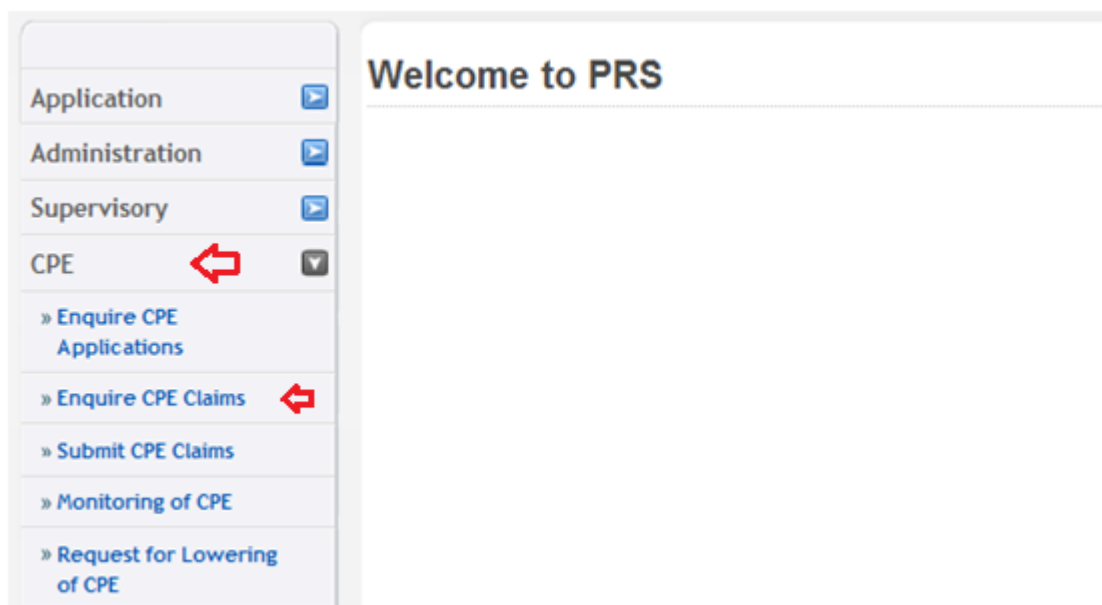 Welcome to PRS
Application
Administration
Supervisory
CPE
» Enquire CPE
Applications
» Enquire CPE Claims
» Submit CPE Claims
» Monitoring of CPE
» Request for Lowering
of CPE